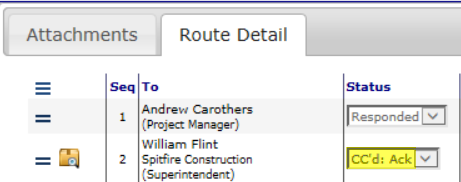 Attachments Route Detail
Seq To Status
1 Andrew Carothers Responded
(Project Manager)
William Flint
2 Spitfire Construction CC'd: Ack
(Superintendent)